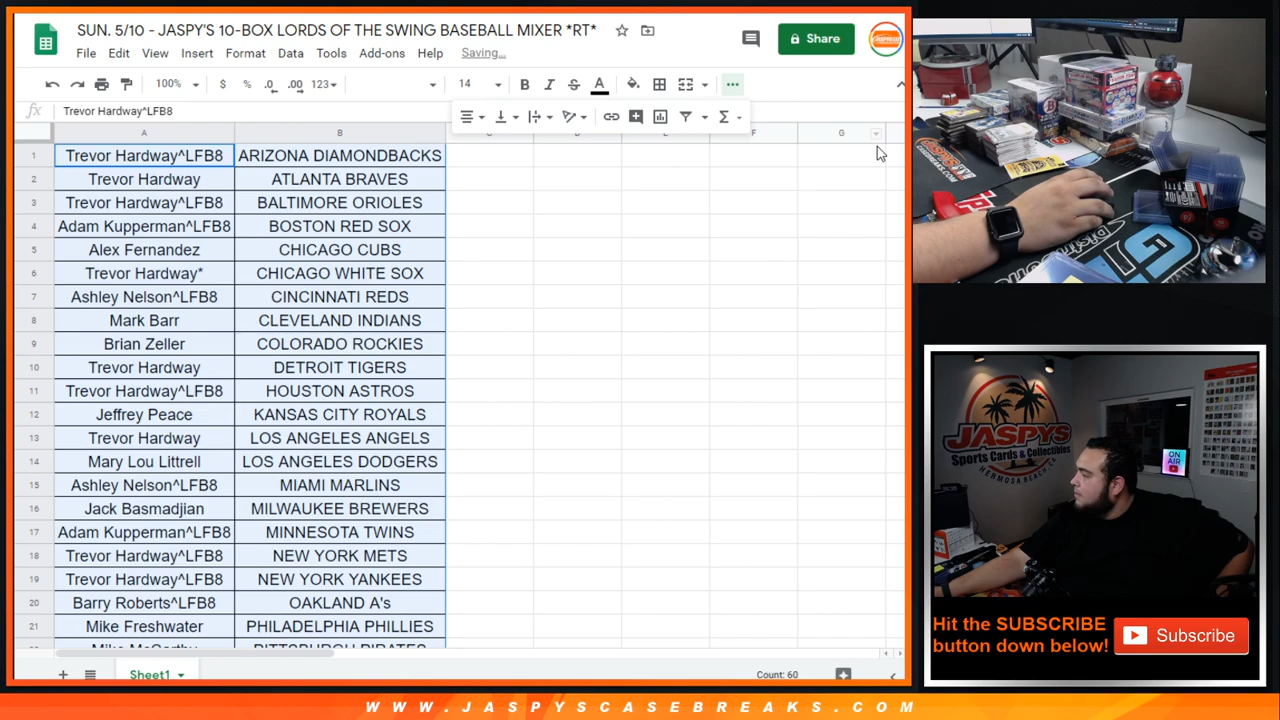 SUN. 5/10 - JASPY'S 10-BOX LORDS OF THE SWING BASEBALL MIXER *RT*
File Edit View Insert Format Data Tools Add-ons Help Saving...
Share
100% $ % .0 .00 123 14 B I S A
fx Trevor Hardway^LFB8
A B C D E F G
1 Trevor Hardway^LFB8 ARIZONA DIAMONDBACKS
2 Trevor Hardway ATLANTA BRAVES
3 Trevor Hardway^LFB8 BALTIMORE ORIOLES
4 Adam Kupperman^LFB8 BOSTON RED SOX
5 Alex Fernandez CHICAGO CUBS
6 Trevor Hardway* CHICAGO WHITE SOX
7 Ashley Nelson^LFB8 CINCINNATI REDS
8 Mark Barr CLEVELAND INDIANS
9 Brian Zeller COLORADO ROCKIES
10 Trevor Hardway DETROIT TIGERS
11 Trevor Hardway^LFB8 HOUSTON ASTROS
12 Jeffrey Peace KANSAS CITY ROYALS
13 Trevor Hardway LOS ANGELES ANGELS
14 Mary Lou Littrell LOS ANGELES DODGERS
15 Ashley Nelson^LFB8 MIAMI MARLINS
16 Jack Basmadjian MILWAUKEE BREWERS
17 Adam Kupperman^LFB8 MINNESOTA TWINS
18 Trevor Hardway^LFB8 NEW YORK METS
19 Trevor Hardway^LFB8 NEW YORK YANKEES
20 Barry Roberts^LFB8 OAKLAND A's
21 Mike Freshwater PHILADELPHIA PHILLIES
Mike McCarthy PITTSBURGH PIRATES
Sheet1
Count: 60
JASPYS
Sports Cards & Collectibles
HERMOSA BEACH, CA
ON AIR
Hit the SUBSCRIBE
button down below!
Subscribe
WWW.JASPYSCASEBREAKS.COM